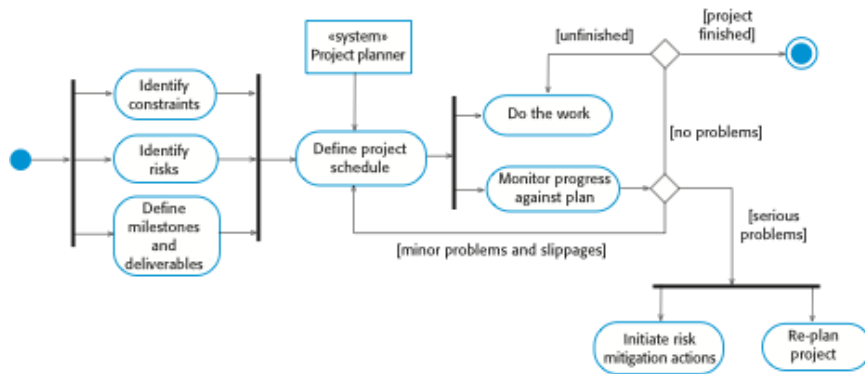 «system»
Project planner
[unfinished]
[project
finished]
Identify
constraints
Do the work
Identify
risks
Define project
schedule
[no problems]
Monitor progress
against plan
Define
milestones
and
deliverables
[minor problems and slippages]
[serious
problems]
Initiate risk
mitigation actions
Re-plan
project